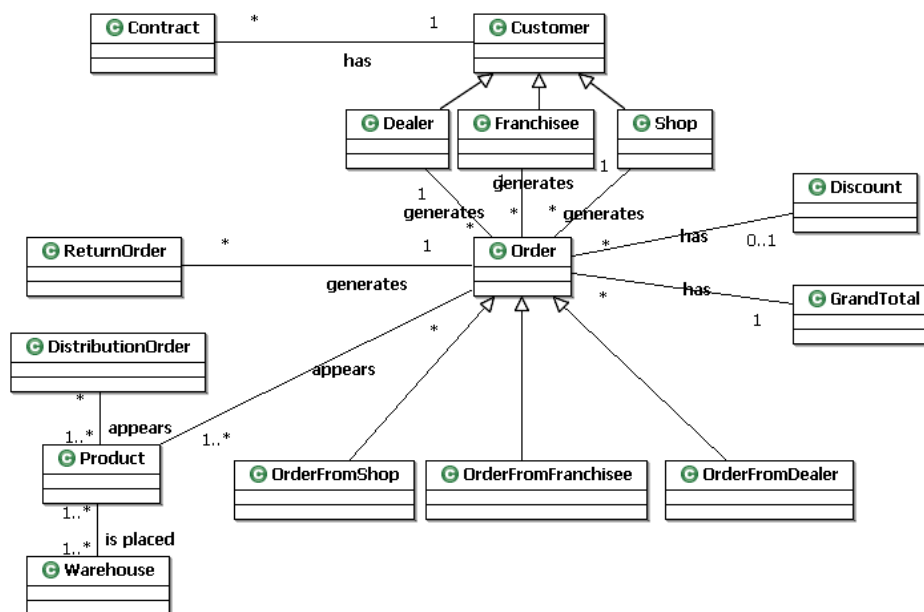 Contract
*
1
Customer
has
Dealer
Franchisee
Shop
1
generates
*
1
generates
*
1
generates
*
Discount
*
has
0..1
ReturnOrder
*
1
Order
generates
*
has
1
GrandTotal
DistributionOrder
*
appears
1..*
*
appears
1..*
Product
OrderFromShop
OrderFromFranchisee
OrderFromDealer
1..*
is placed
1..*
Warehouse